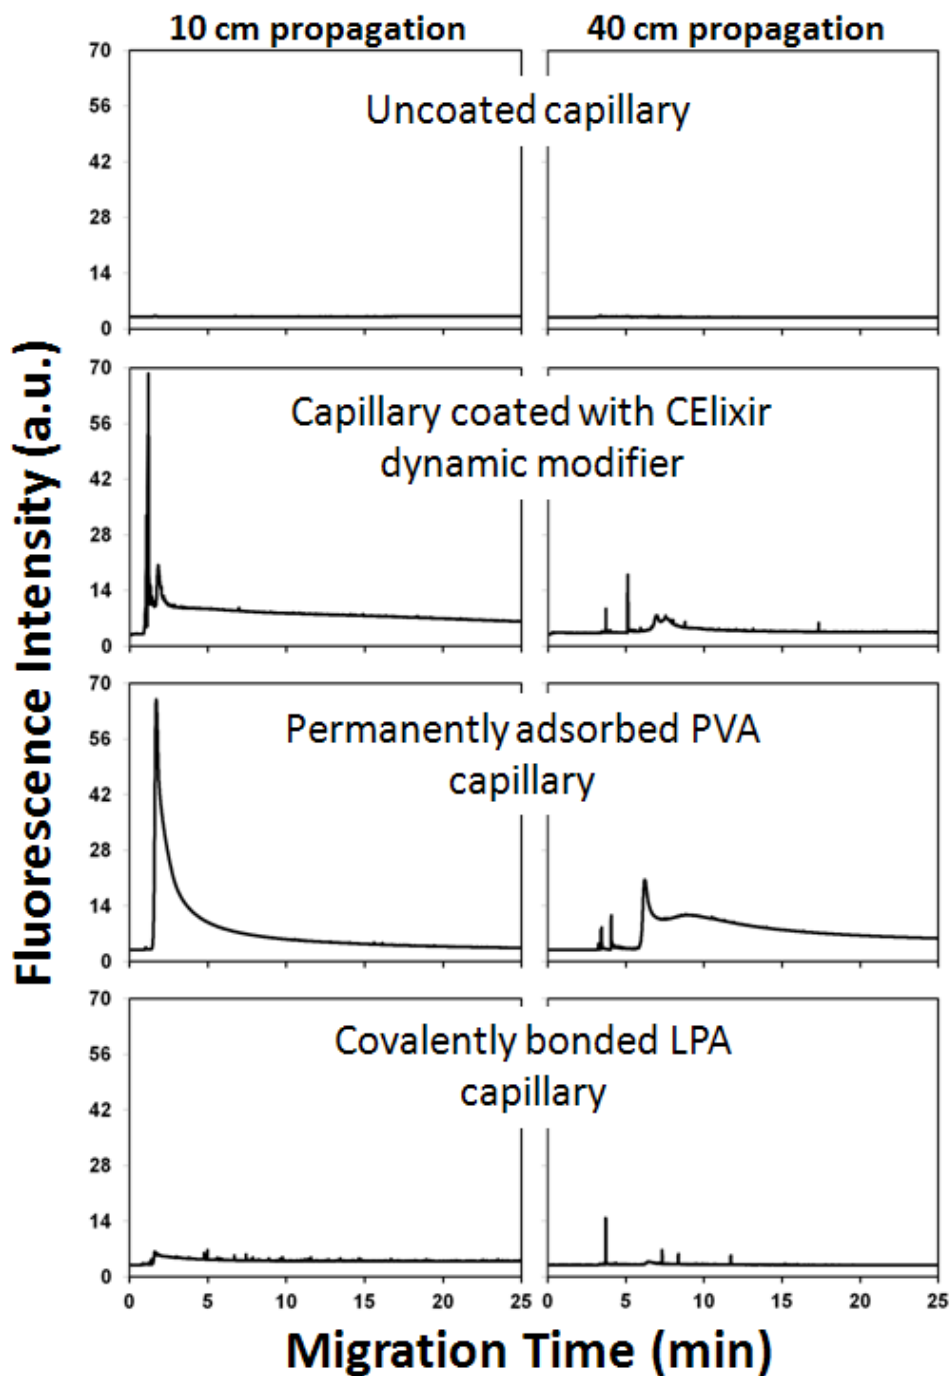 10 cm propagation 40 cm propagation
Fluorescence Intensity (a.u.)
70
56
42
28
14
0
Uncoated capillary
70
56
42
28
14
0
Capillary coated with CElixir
dynamic modifier
70
56
42
28
14
0
Permanently adsorbed PVA
capillary
70
56
42
28
14
0
Covalently bonded LPA
capillary
0 5 10 15 20 25 0 5 10 15 20 25
Migration Time (min)